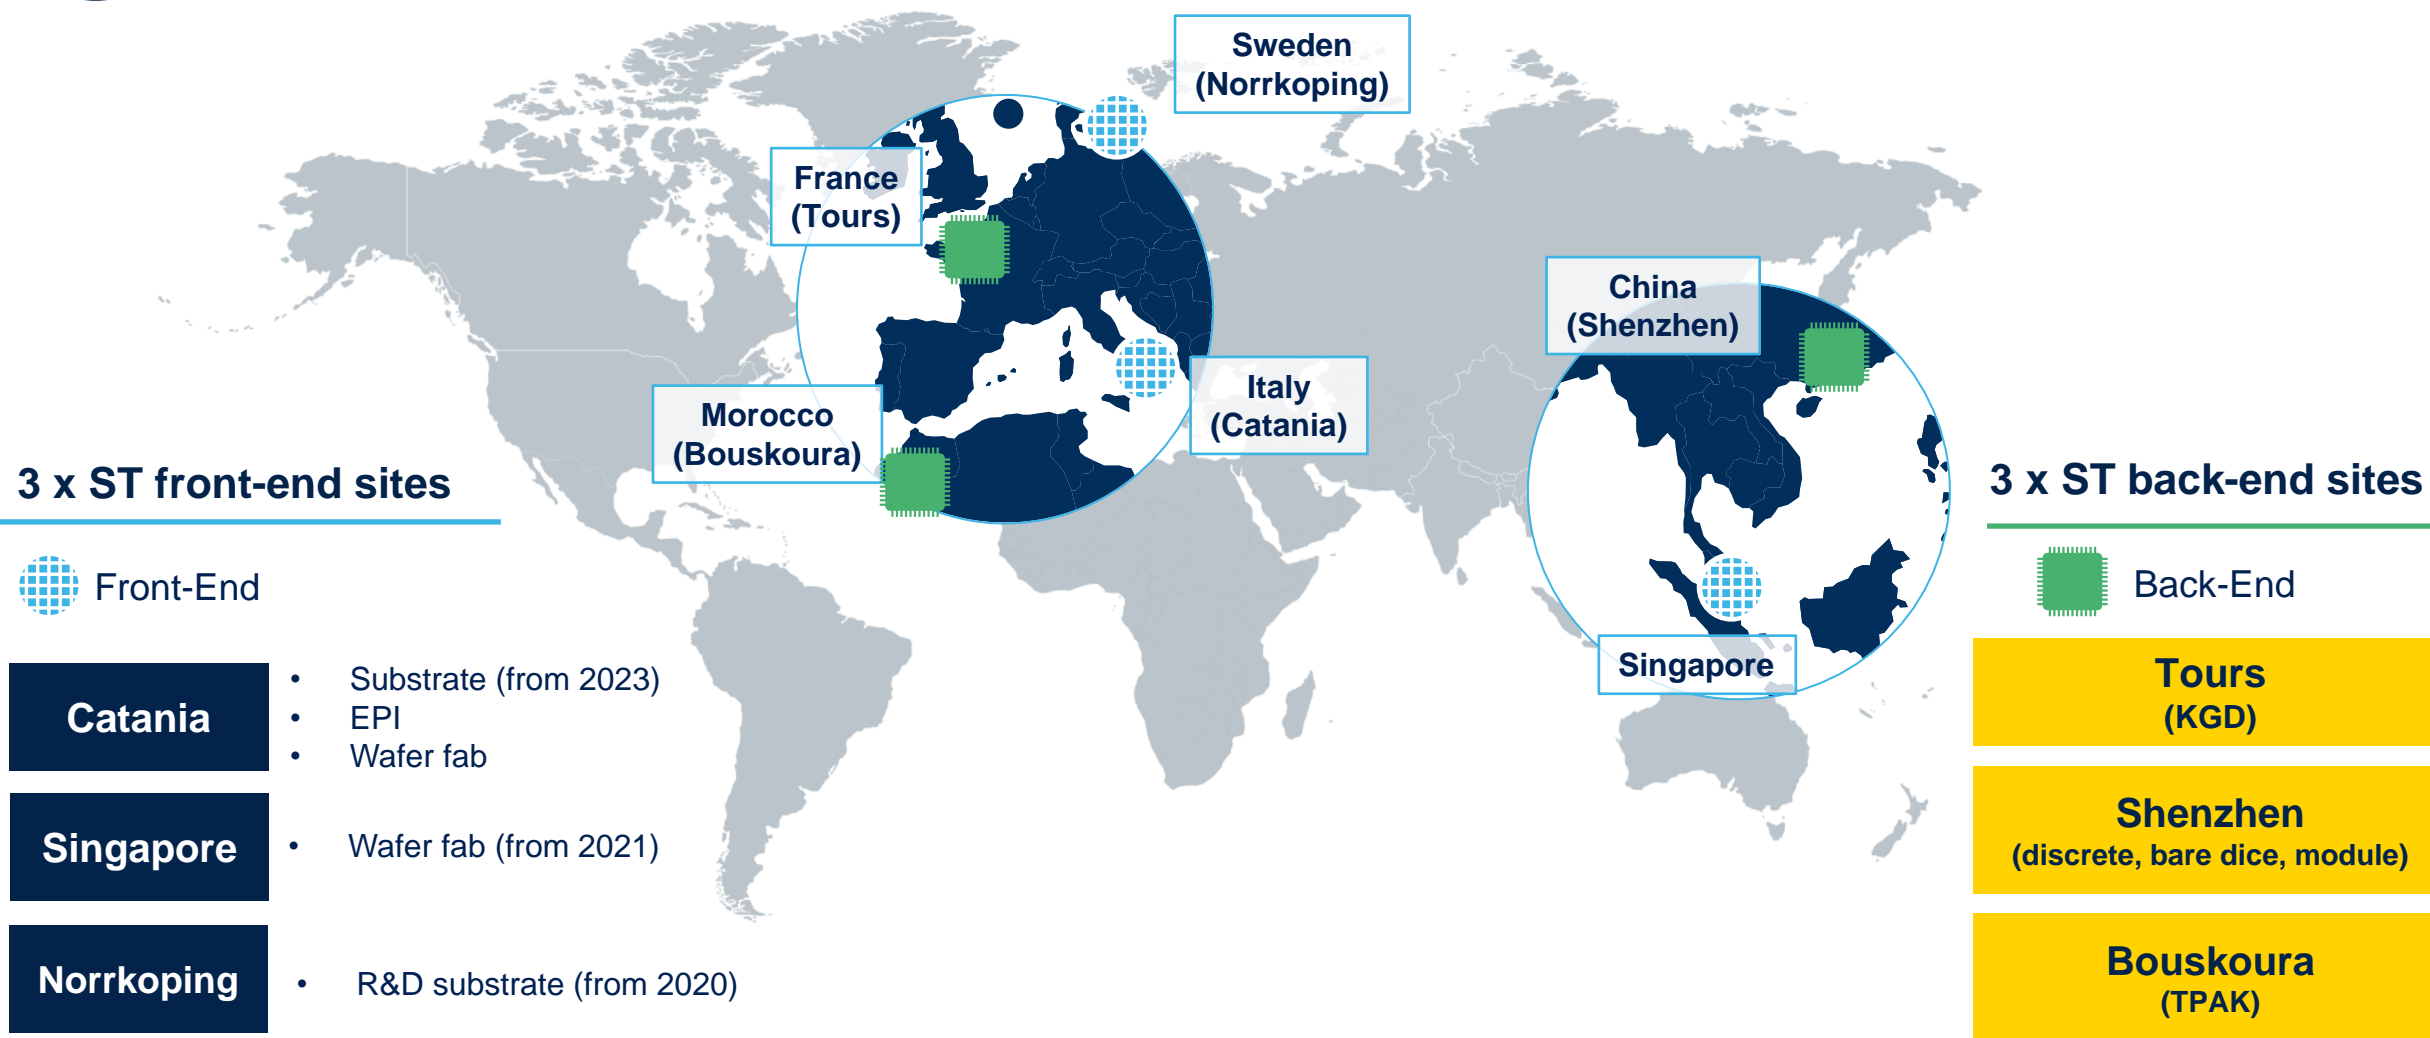 Sweden
(Norrkoping)
France
(Tours)
China
(Shenzhen)
Italy
(Catania)
Morocco
(Bouskoura)
Singapore
3 x ST front-end sites
Front-End
Catania
• Substrate (from 2023)
• EPI
• Wafer fab
Singapore
• Wafer fab (from 2021)
Norrkoping
• R&D substrate (from 2020)
3 x ST back-end sites
Back-End
Tours
(KGD)
Shenzhen
(discrete, bare dice, module)
Bouskoura
(TPAK)